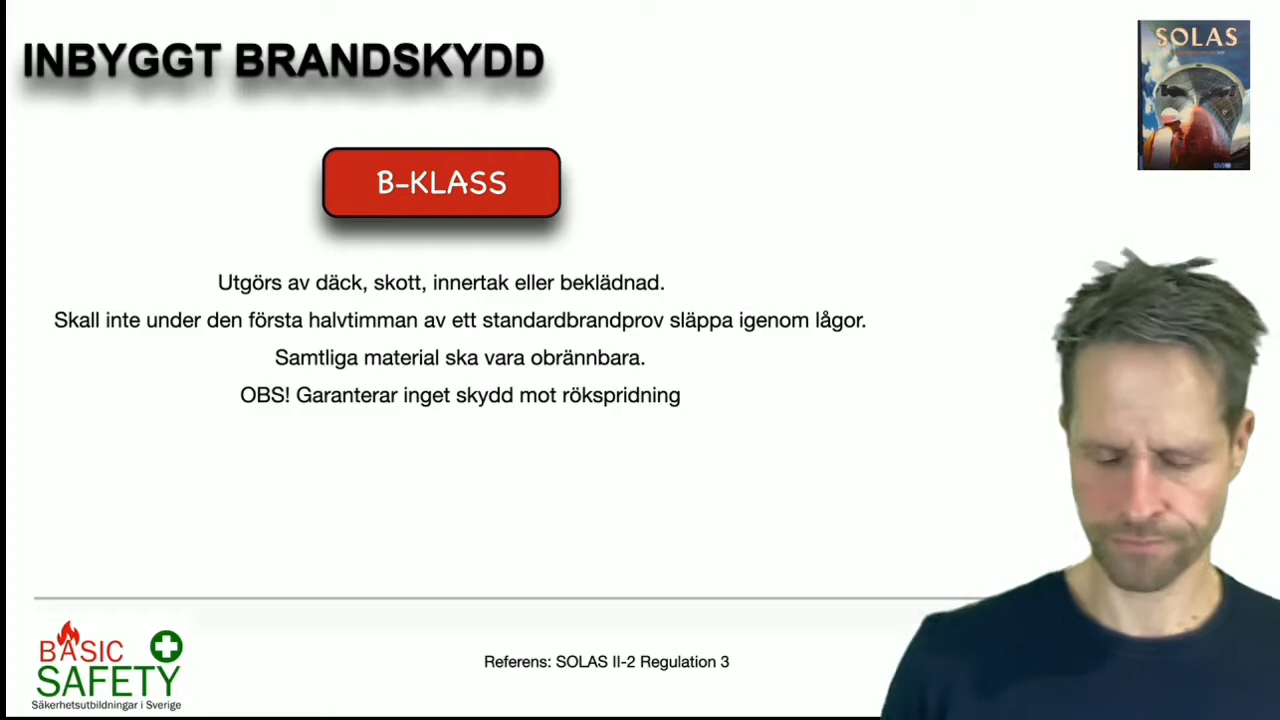 INBYGGT BRANDSKYDD
SOLAS
B-KLASS
Utgörs av däck, skott, innertak eller beklädnad.
Skall inte under den första halvtimman av ett standardbrandprov släppa igenom lågor.
Samtliga material ska vara obrännbara.
OBS! Garanterar inget skydd mot rökspridning
BASIC
SAFETY
Säkerhetsutbildningar i Sverige
Referens: SOLAS II-2 Regulation 3